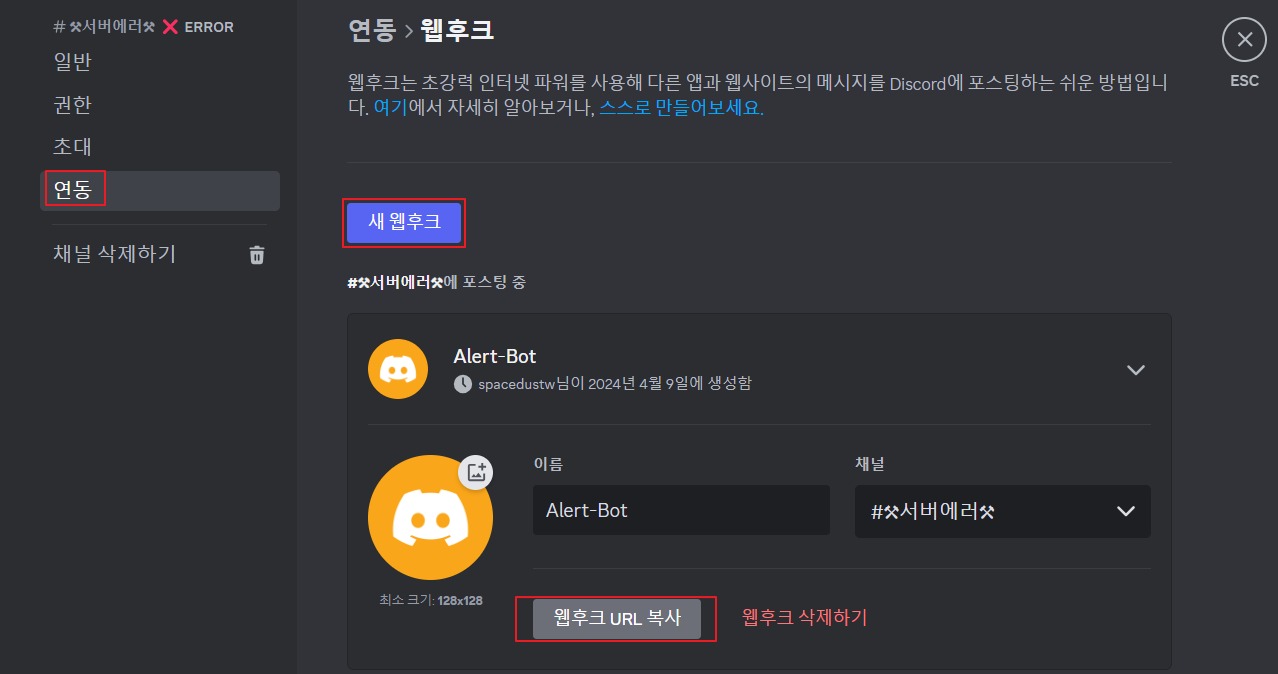 # ⚒서버에러⚒ ❌ ERROR
일반
권한
초대
연동
채널 삭제하기
연동 > 웹후크
웹후크는 초강력 인터넷 파워를 사용해 다른 앱과 웹사이트의 메시지를 Discord에 포스팅하는 쉬운 방법입니
다. 여기에서 자세히 알아보거나, 스스로 만들어보세요.
ESC
새 웹후크
#⚒서버에러⚒에 포스팅 중
Alert-Bot
spacedustw님이 2024년 4월 9일에 생성함
이름
채널
Alert-Bot
#⚒서버에러⚒
최소 크기: 128x128
웹후크 URL 복사
웹후크 삭제하기